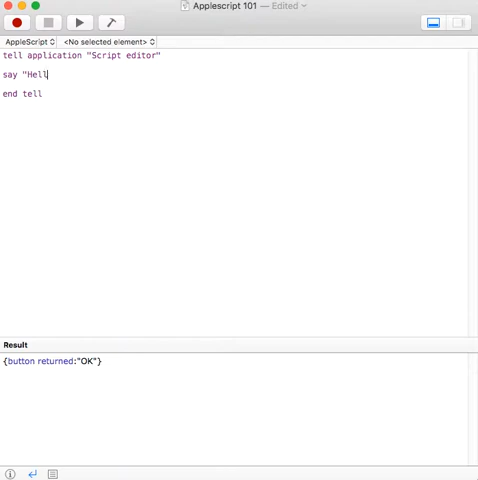 Applescript 101 — Edited
AppleScript <No selected element>
tell application "Script editor"
say "Hell
end tell
Result
{button returned:"OK"}